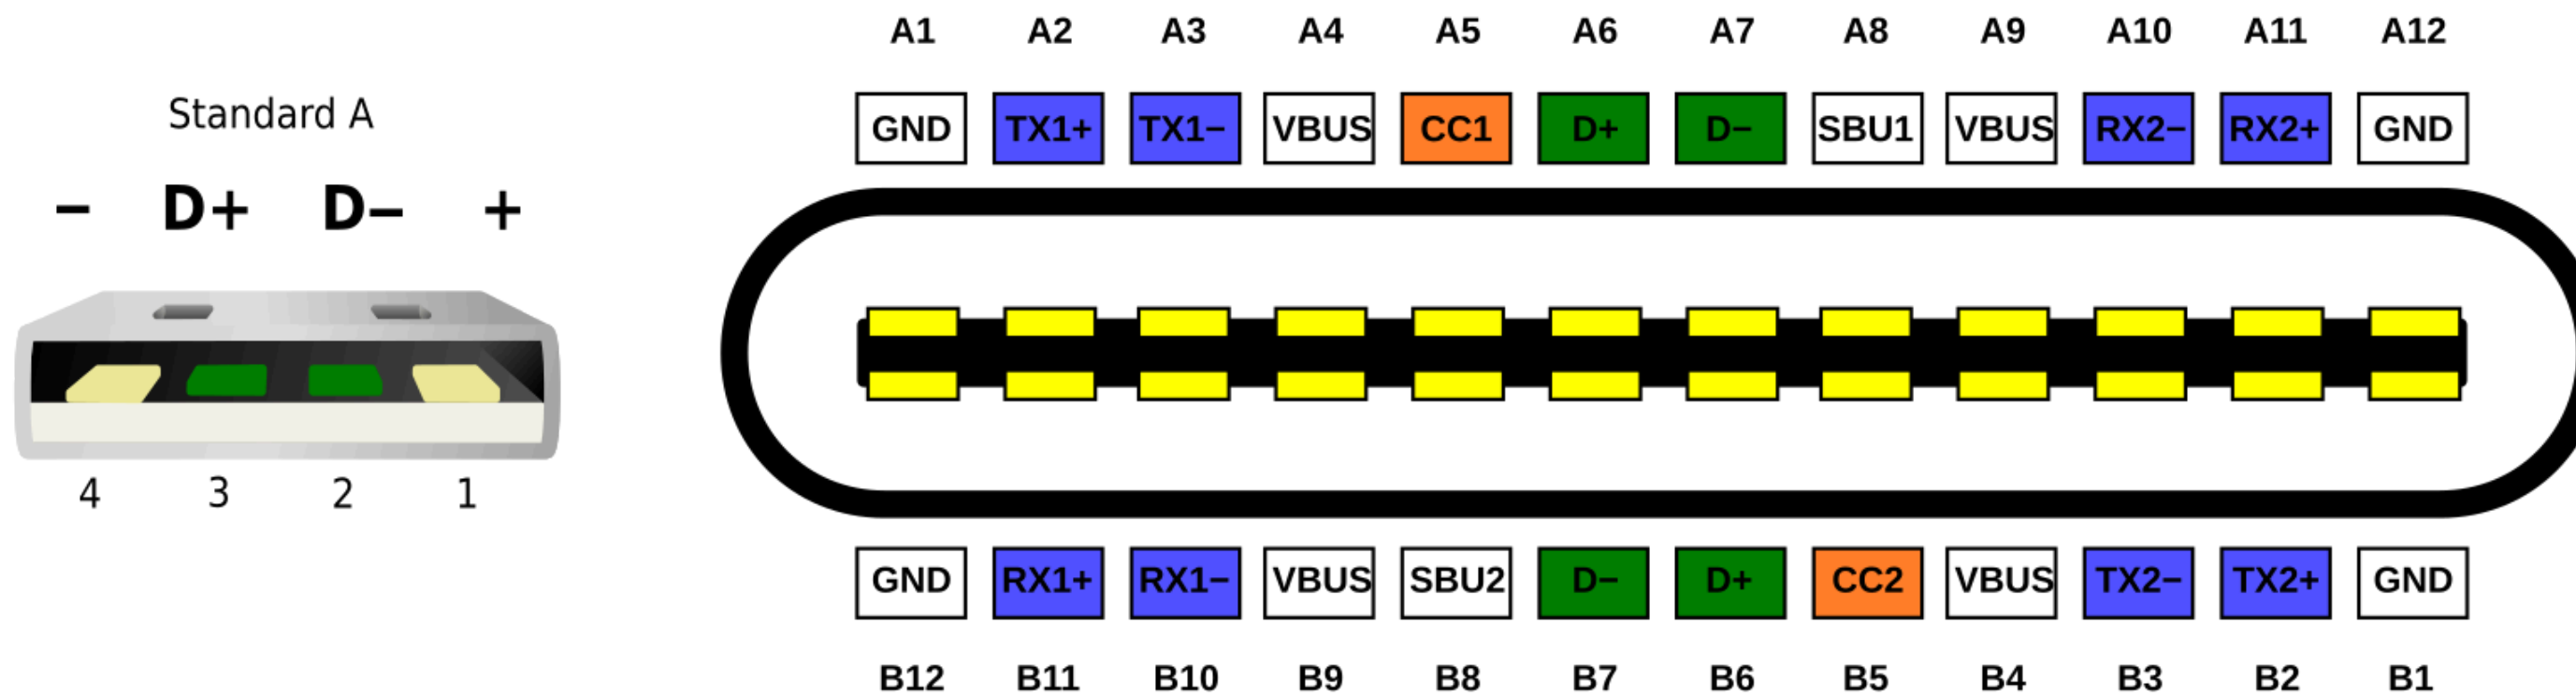 Standard A
− D+ D− +
4 3 2 1
A1 A2 A3 A4 A5 A6 A7 A8 A9 A10 A11 A12
GND TX1+ TX1− VBUS CC1 D+ D− SBU1 VBUS RX2− RX2+ GND
GND RX1+ RX1− VBUS SBU2 D− D+ CC2 VBUS TX2− TX2+ GND
B12 B11 B10 B9 B8 B7 B6 B5 B4 B3 B2 B1